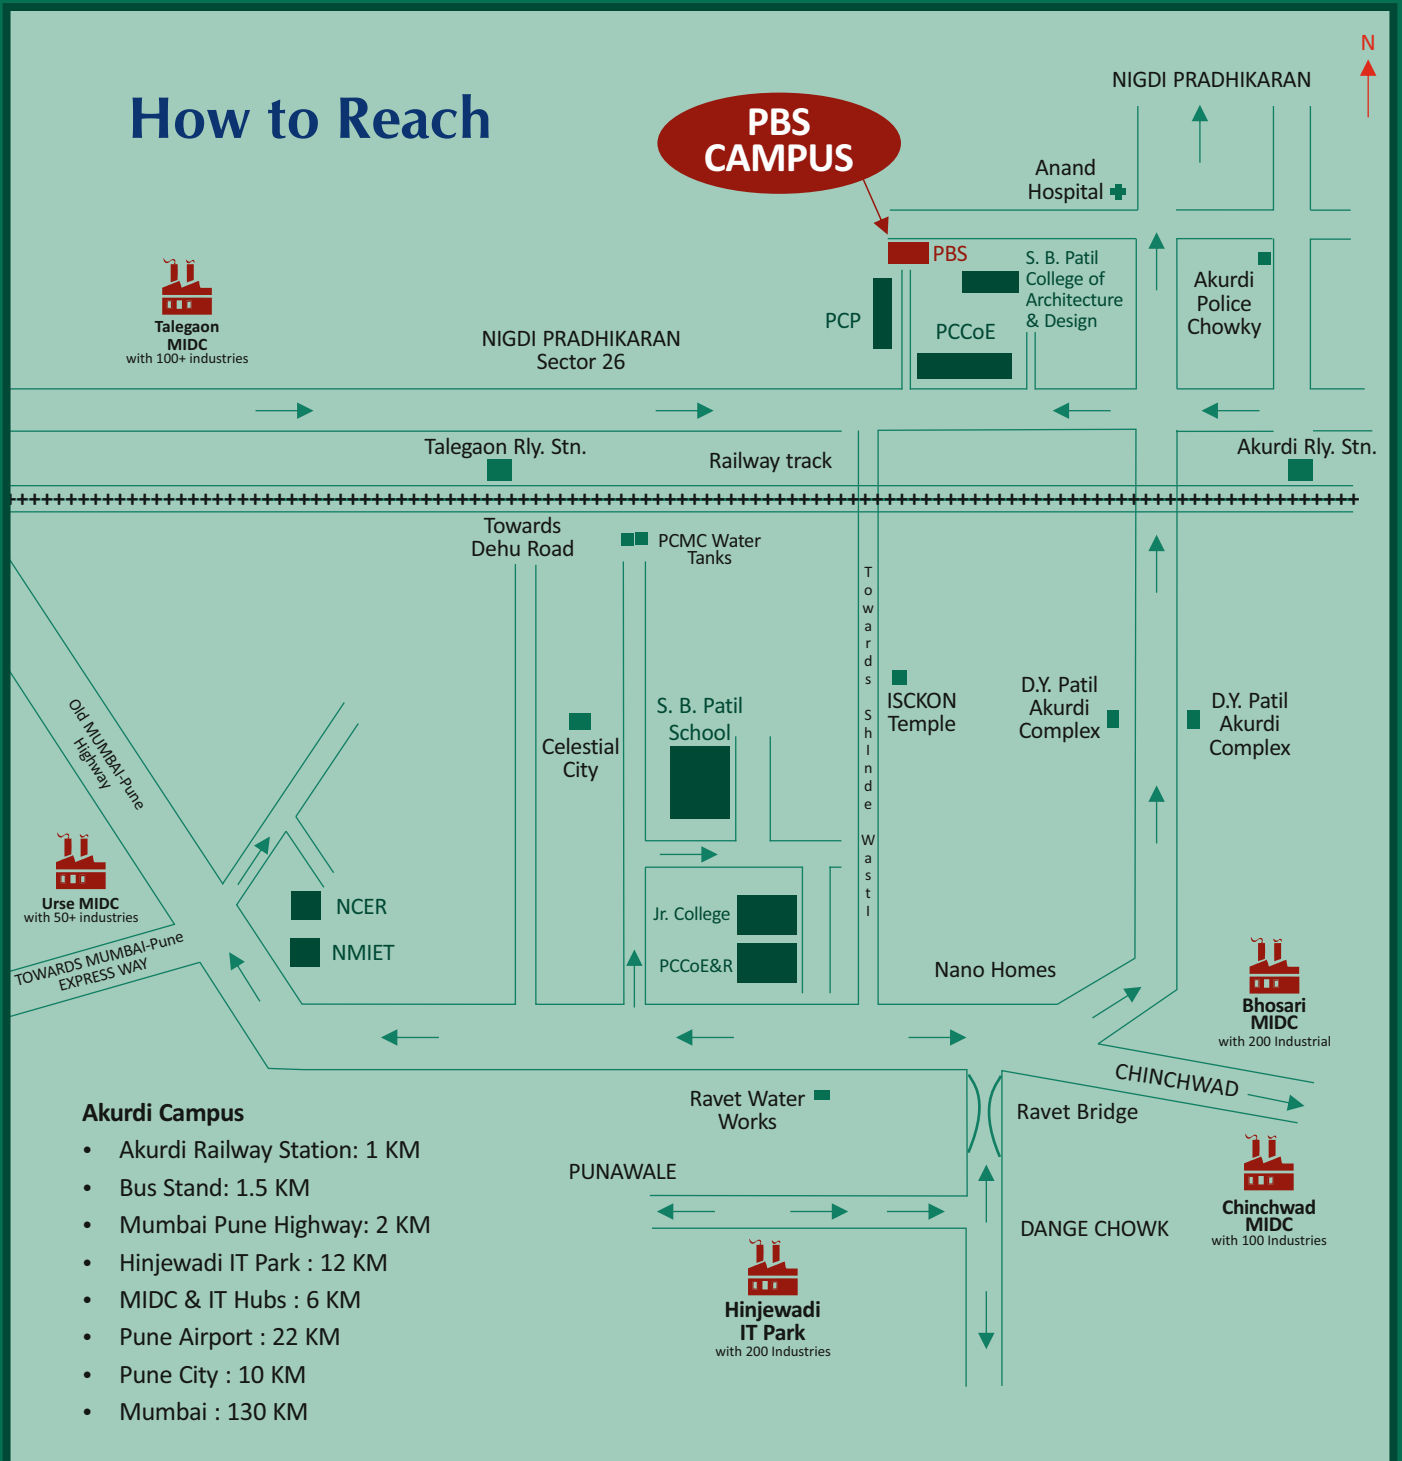 N
NIGDI PRADHIKARAN
How to Reach
PBS
CAMPUS
Anand
Hospital
PBS
S. B. Patil
College of
Architecture
& Design
Akurdi
Police
Chowky
PCP
PCCoE
Talegaon
MIDC
with 100+ industries
NIGDI PRADHIKARAN
Sector 26
Talegaon Rly. Stn.
Railway track
Akurdi Rly. Stn.
Towards
Dehu Road
PCMC Water
Tanks
Towards ShInde WastI
ISCKON
Temple
D.Y. Patil
Akurdi
Complex
D.Y. Patil
Akurdi
Complex
Old MUMBAI-Pune
Highway
S. B. Patil
School
Celestial
City
Urse MIDC
with 50+ industries
TOWARDS MUMBAI-Pune
EXPRESS WAY
NCER
NMIET
Jr. College
PCCoE&R
Nano Homes
Bhosari
MIDC
with 200 Industrial
CHINCHWAD
Ravet Water
Works
Ravet Bridge
PUNAWALE
DANGE CHOWK
Chinchwad
MIDC
with 100 Industries
Hinjewadi
IT Park
with 200 Industries
Akurdi Campus
• Akurdi Railway Station: 1 KM
• Bus Stand: 1.5 KM
• Mumbai Pune Highway: 2 KM
• Hinjewadi IT Park : 12 KM
• MIDC & IT Hubs : 6 KM
• Pune Airport : 22 KM
• Pune City : 10 KM
• Mumbai : 130 KM